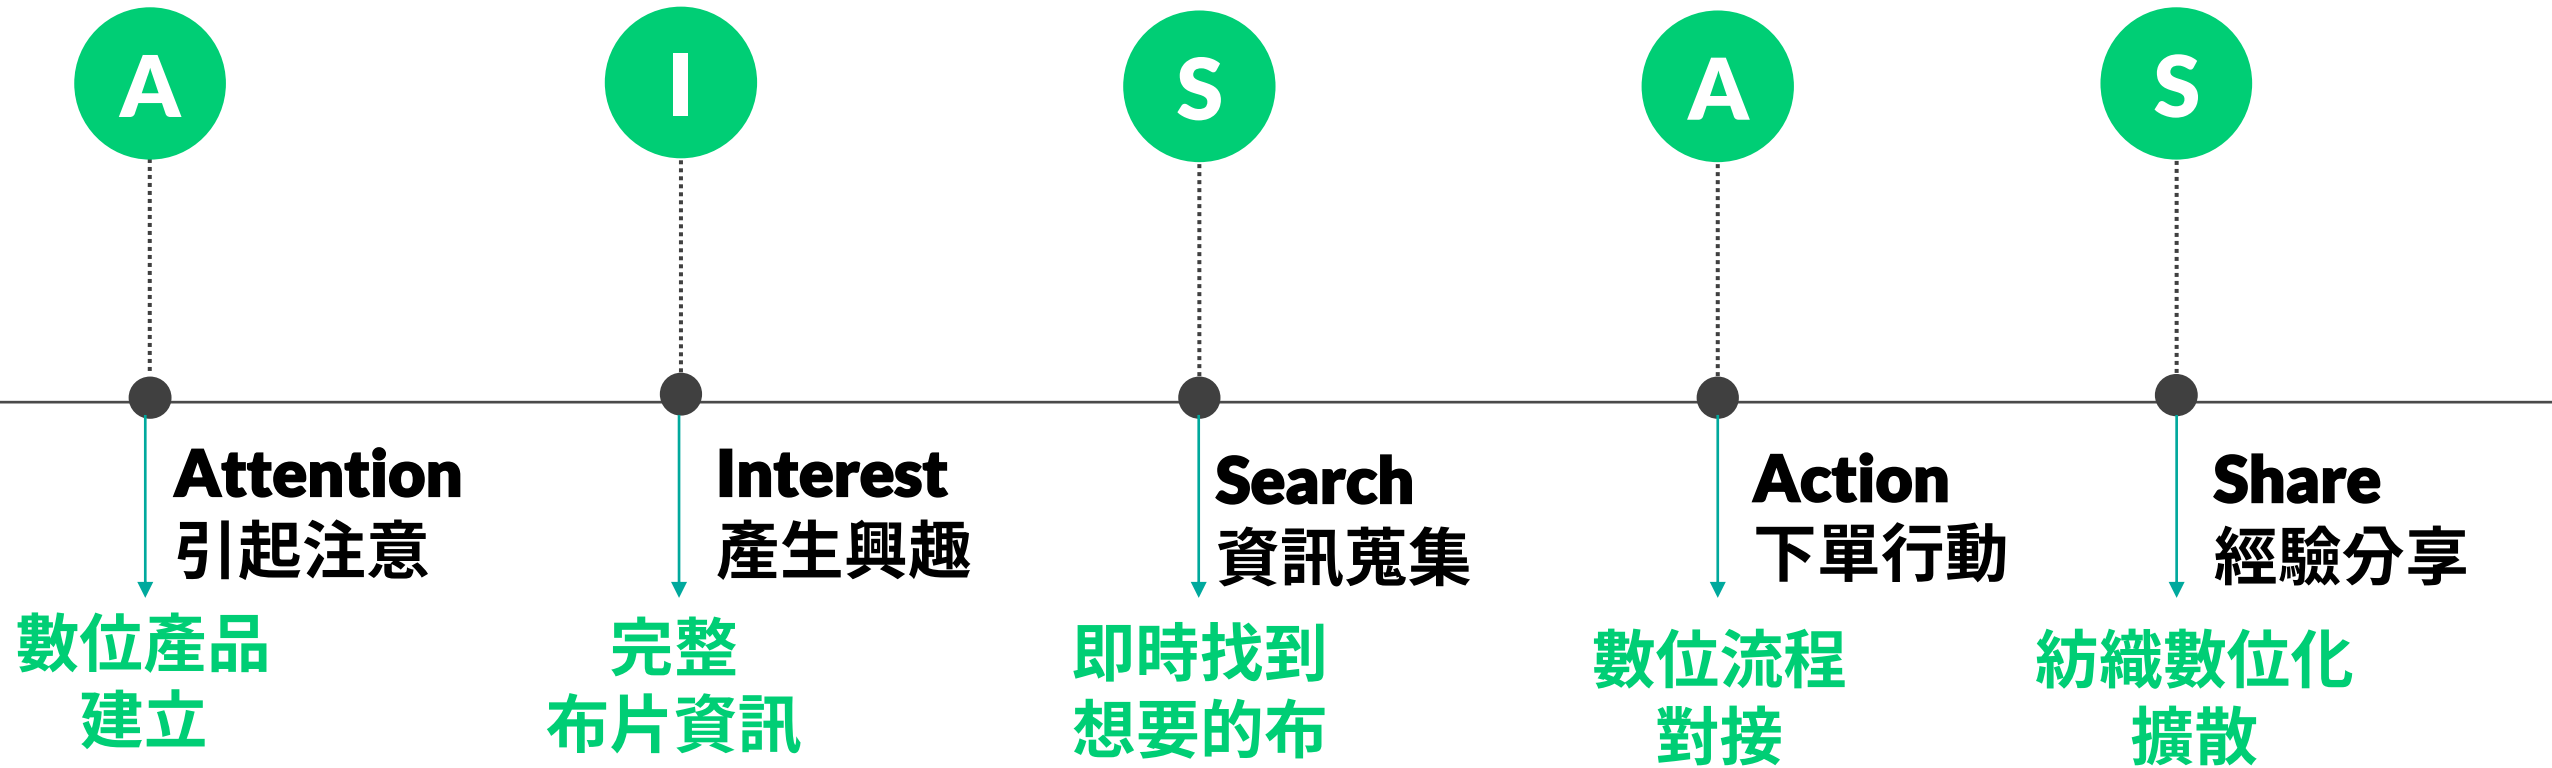 A
I
S
A
S
Attention
引起注意
Interest
產生興趣
Search
資訊蒐集
Action
下單行動
Share
經驗分享
數位產品
建立
完整
布片資訊
即時找到
想要的布
數位流程
對接
紡織數位化
擴散